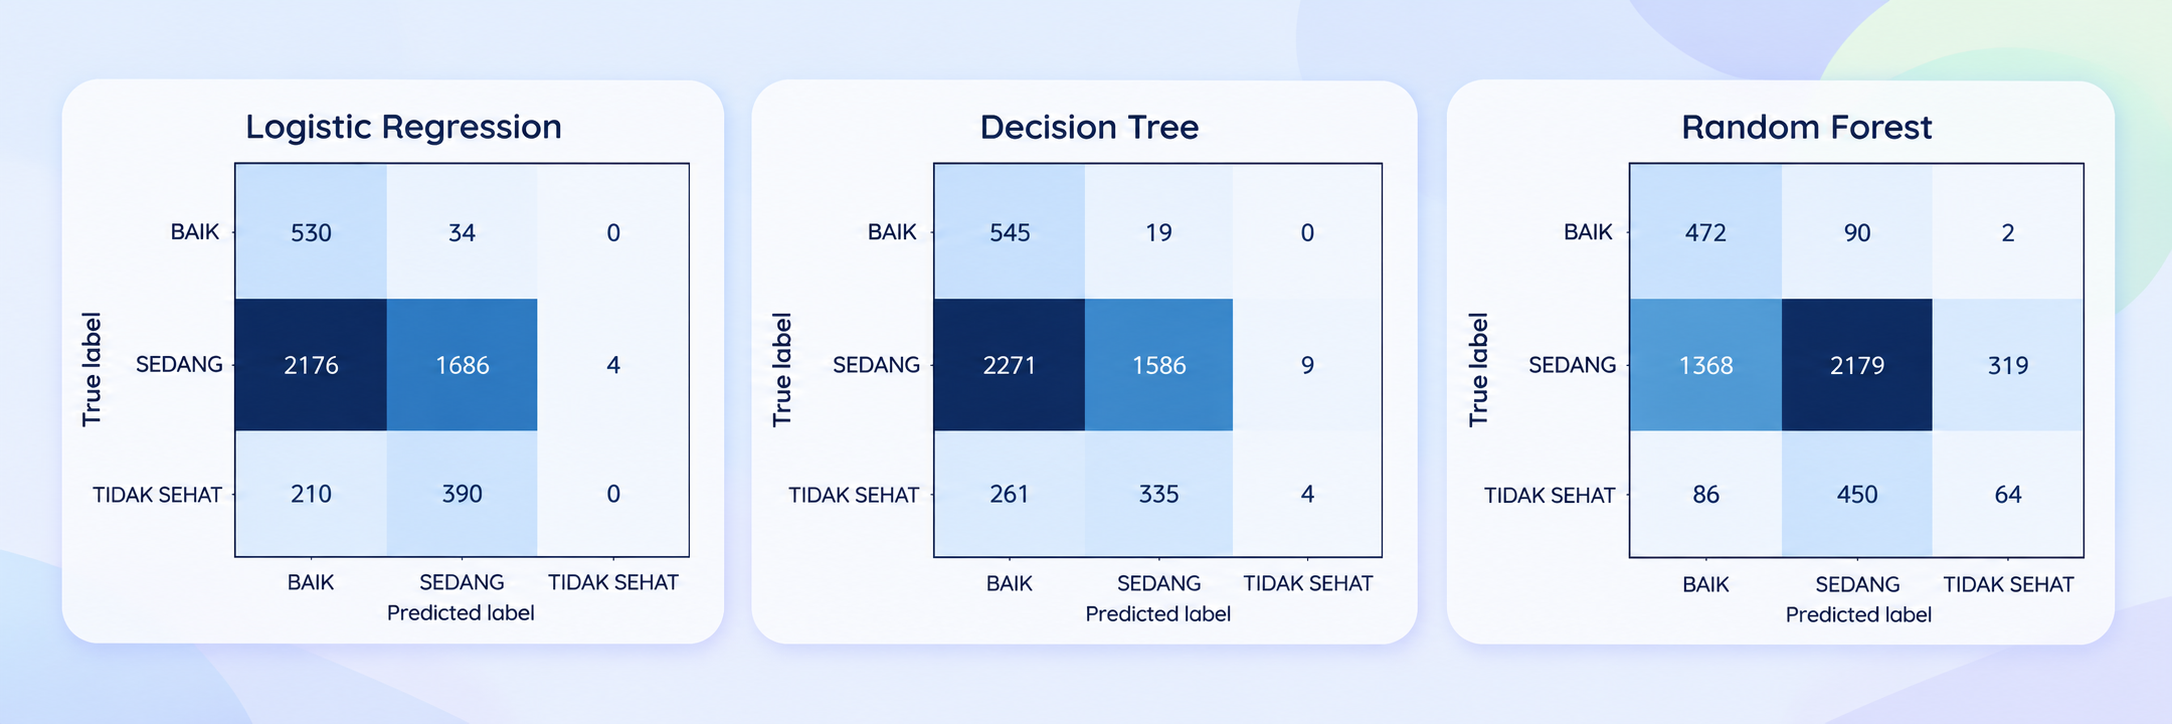 Logistic Regression
True label
BAIK 530 34 0
SEDANG 2176 1686 4
TIDAK SEHAT 210 390 0
BAIK SEDANG TIDAK SEHAT
Predicted label
Decision Tree
True label
BAIK 545 19 0
SEDANG 2271 1586 9
TIDAK SEHAT 261 335 4
BAIK SEDANG TIDAK SEHAT
Predicted label
Random Forest
True label
BAIK 472 90 2
SEDANG 1368 2179 319
TIDAK SEHAT 86 450 64
BAIK SEDANG TIDAK SEHAT
Predicted label